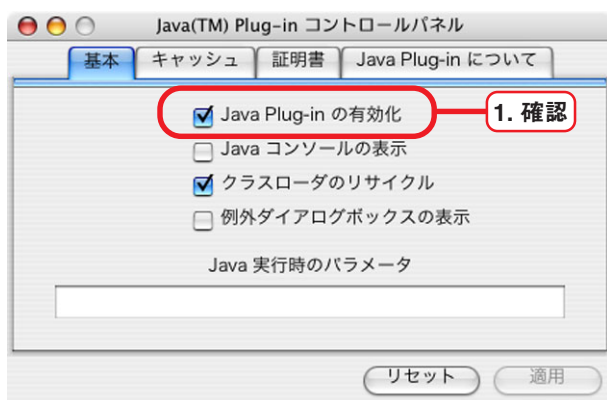 Java(TM) Plug-in コントロールパネル
基本 キャッシュ 証明書 Java Plug-in について
Java Plug-in の有効化
1. 確認
Java コンソールの表示
クラスローダのリサイクル
例外ダイアログボックスの表示
Java 実行時のパラメータ
リセット 適用